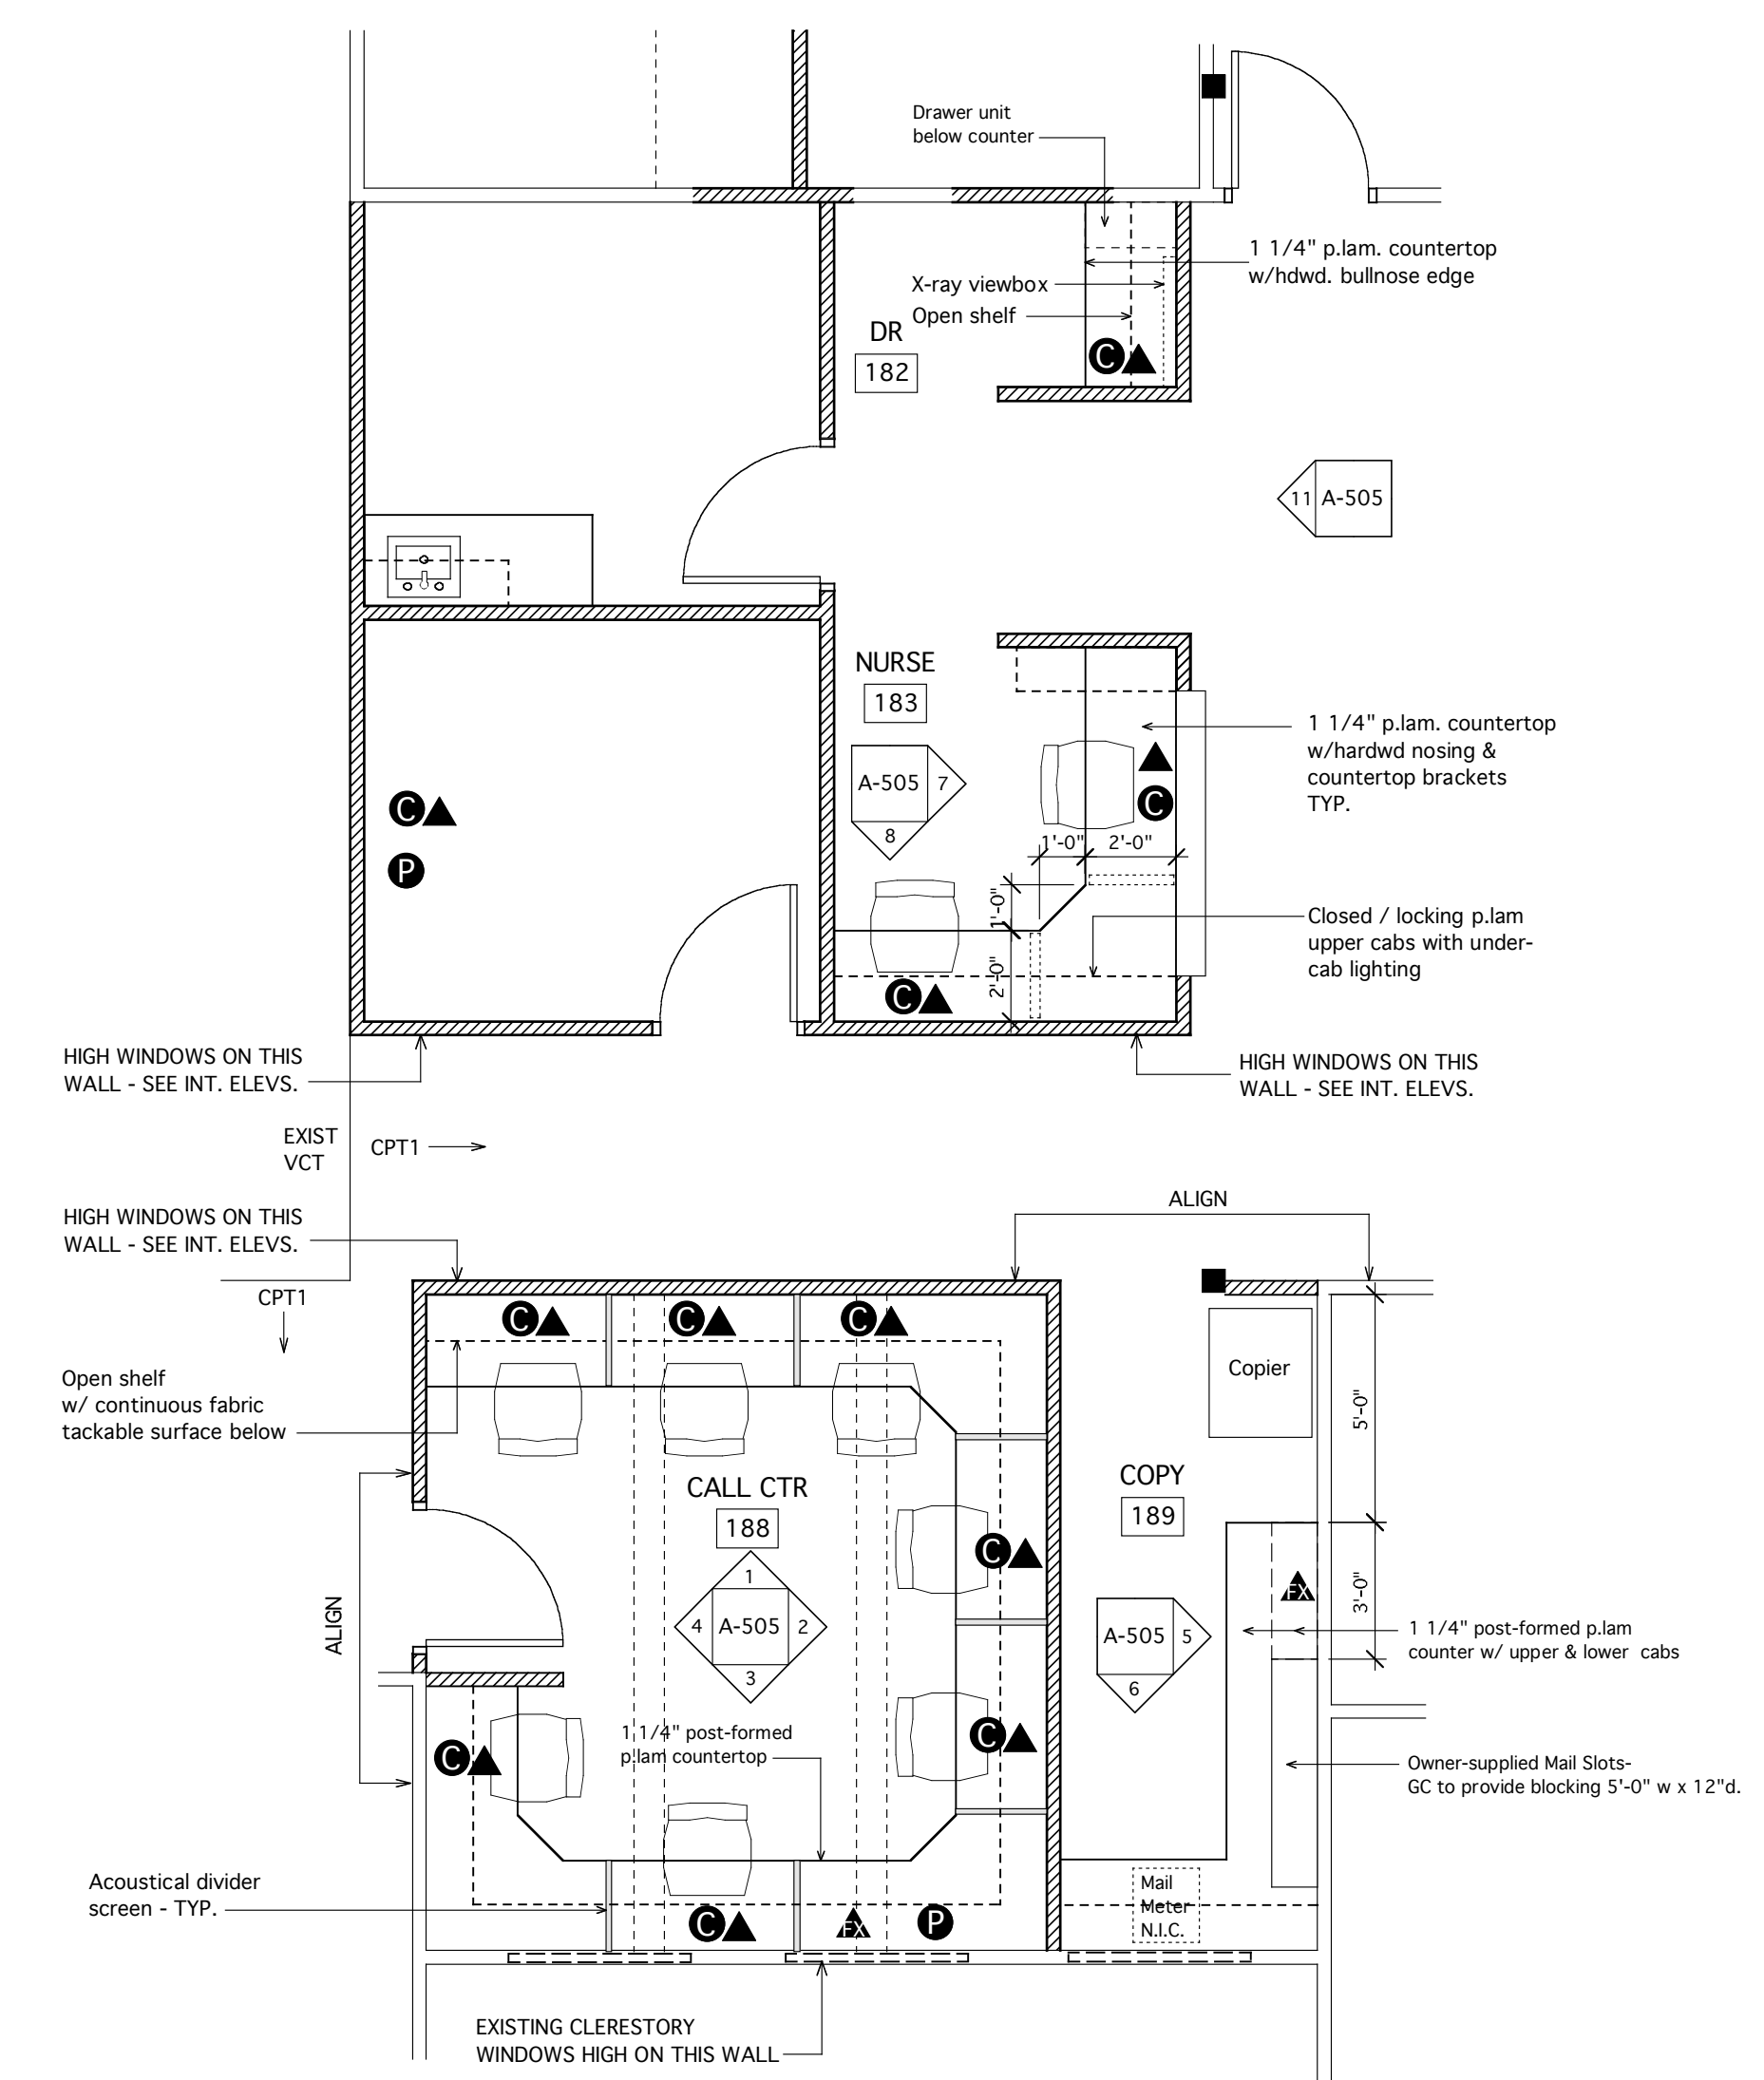 Drawer unit
below counter
1 1/4" p.lam. countertop
w/hdwd. bullnose edge
X-ray viewbox
Open shelf
DR
182
C
11 A-505
NURSE
183
A-505 7
8
1 1/4" p.lam. countertop
w/hardwd nosing &
countertop brackets
TYP.
C
C
P
1'-0" 2'-0"
1'-0"
2'-0"
Closed / locking p.lam
upper cabs with under-
cab lighting
C
HIGH WINDOWS ON THIS
WALL - SEE INT. ELEVS.
HIGH WINDOWS ON THIS
WALL - SEE INT. ELEVS.
EXIST
VCT
CPT1
HIGH WINDOWS ON THIS
WALL - SEE INT. ELEVS.
ALIGN
CPT1
C C C
Open shelf
w/ continuous fabric
tackable surface below
Copier
5'-0"
CALL CTR
188
COPY
189
C
1
4 A-505 2
3
ALIGN
FX
3'-0"
A-505 5
6
1 1/4" post-formed p.lam
counter w/ upper & lower cabs
C
C
1 1/4" post-formed
p.lam countertop
Owner-supplied Mail Slots-
GC to provide blocking 5'-0" w x 12"d.
Acoustical divider
screen - TYP.
C
FX
P
Mail
Meter
N.I.C.
EXISTING CLERESTORY
WINDOWS HIGH ON THIS WALL